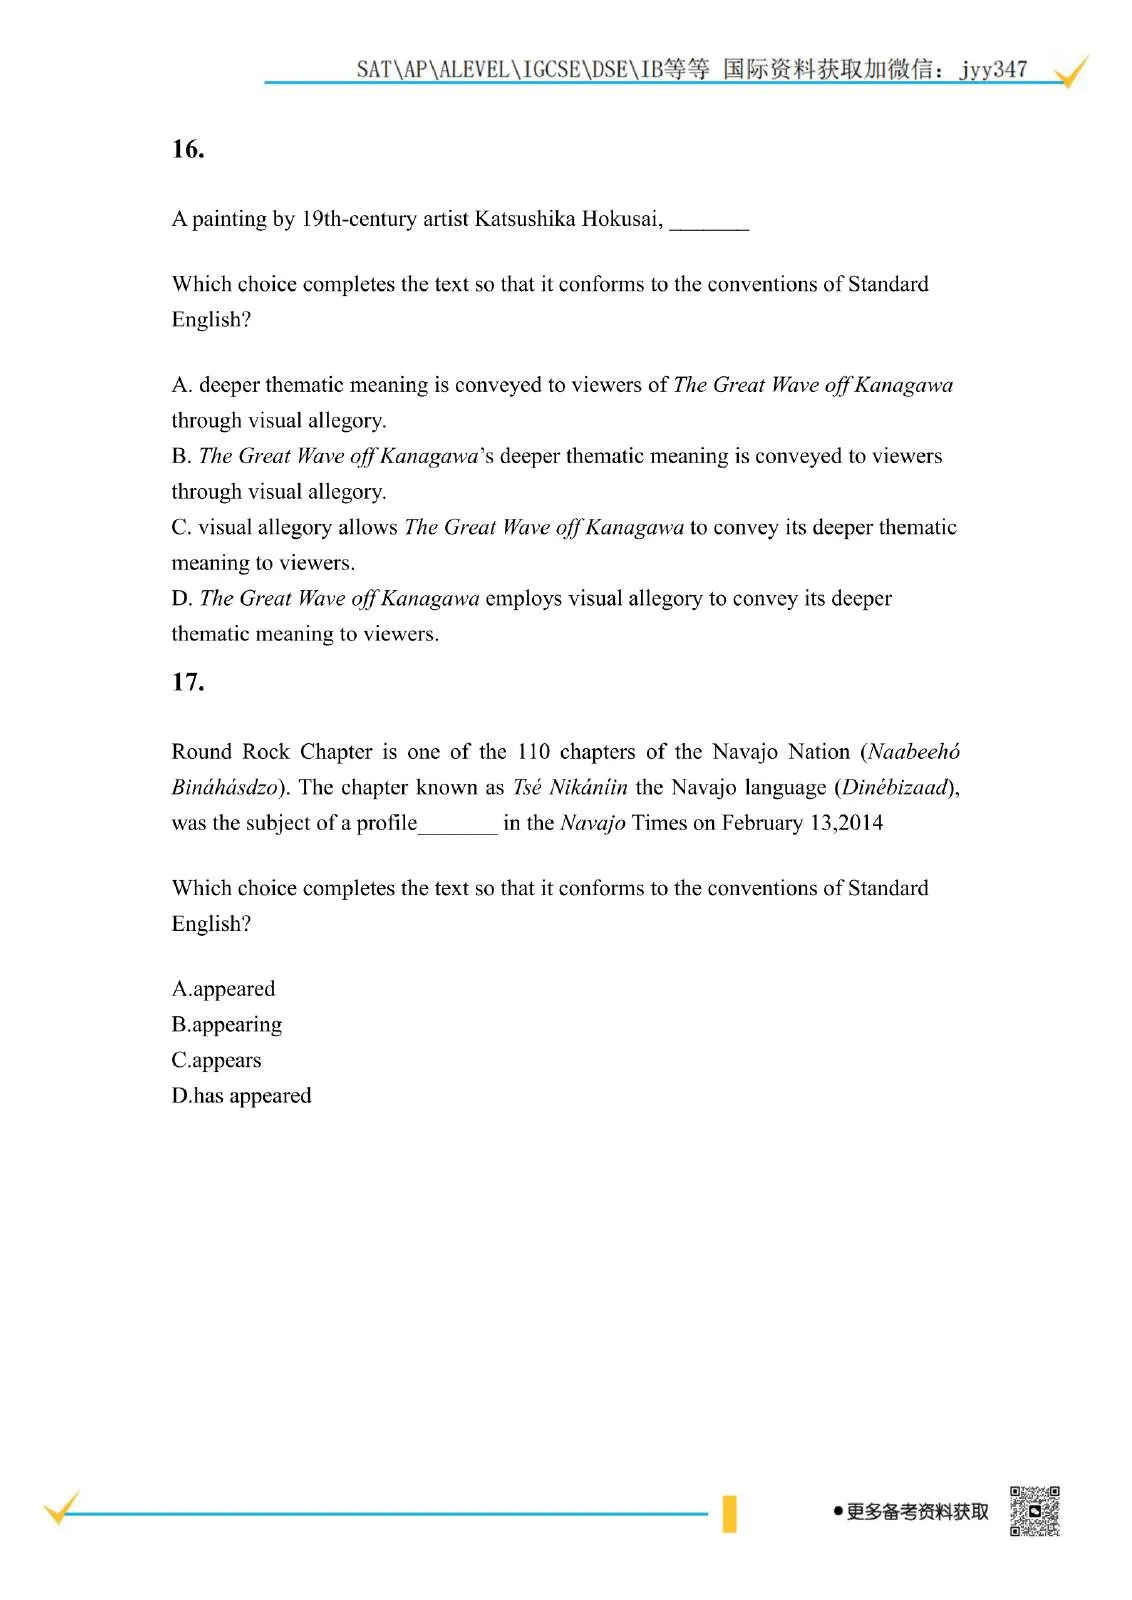 SAT\AP\ALEVEL\IGCSE\DSE\IB等等 国际资料获取加微信：jyy347
16.
A painting by 19th-century artist Katsushika Hokusai, _______
Which choice completes the text so that it conforms to the conventions of Standard
English?
A. deeper thematic meaning is conveyed to viewers of The Great Wave off Kanagawa
through visual allegory.
B. The Great Wave off Kanagawa’s deeper thematic meaning is conveyed to viewers
through visual allegory.
C. visual allegory allows The Great Wave off Kanagawa to convey its deeper thematic
meaning to viewers.
D. The Great Wave off Kanagawa employs visual allegory to convey its deeper
thematic meaning to viewers.
17.
Round Rock Chapter is one of the 110 chapters of the Navajo Nation (Naabeehó
Bináhásdzo). The chapter known as Tsé Nikáníin the Navajo language (Dinébizaad),
was the subject of a profile_______ in the Navajo Times on February 13,2014
Which choice completes the text so that it conforms to the conventions of Standard
English?
A.appeared
B.appearing
C.appears
D.has appeared
●更多备考资料获取